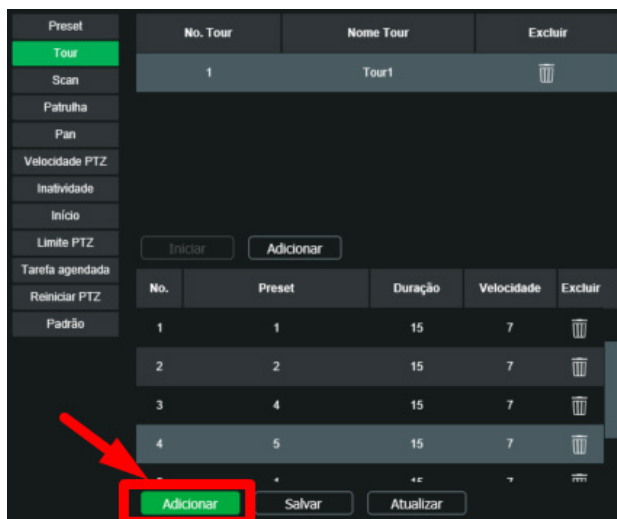 Preset
Tour
Scan
Patrulha
Pan
Velocidade PTZ
Inatividade
Início
Limite PTZ
Tarefa agendada
Reiniciar PTZ
Padrão
No. Tour Nome Tour Excluir
1 Tour1
Iniciar Adicionar
No. Preset Duração Velocidade Excluir
1 1 15 7
2 2 15 7
3 4 15 7
4 5 15 7
Adicionar Salvar Atualizar